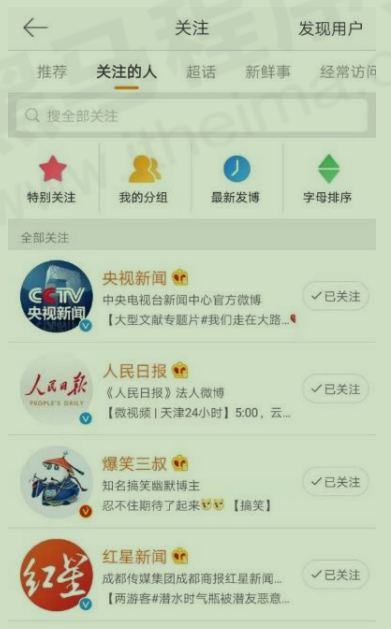 关注
发现用户
推荐 关注的人 超话 新鲜事 经常访问
搜全部关注
特别关注 我的分组 最新发博 字母排序
全部关注
CCTV
央视新闻
央视新闻
中央电视台新闻中心官方微博
【大型文献专题片#我们走在大路...
已关注
人民日报
PEOPLE'S DAILY
人民日报
《人民日报》法人微博
【微视频 | 天津24小时】5:00，云...
已关注
爆笑三叔
知名搞笑幽默博主
忍不住期待了起来 【搞笑】
已关注
红星
红星新闻
成都传媒集团成都商报红星新闻...
【两游客#潜水时气瓶被潜友恶意...
已关注